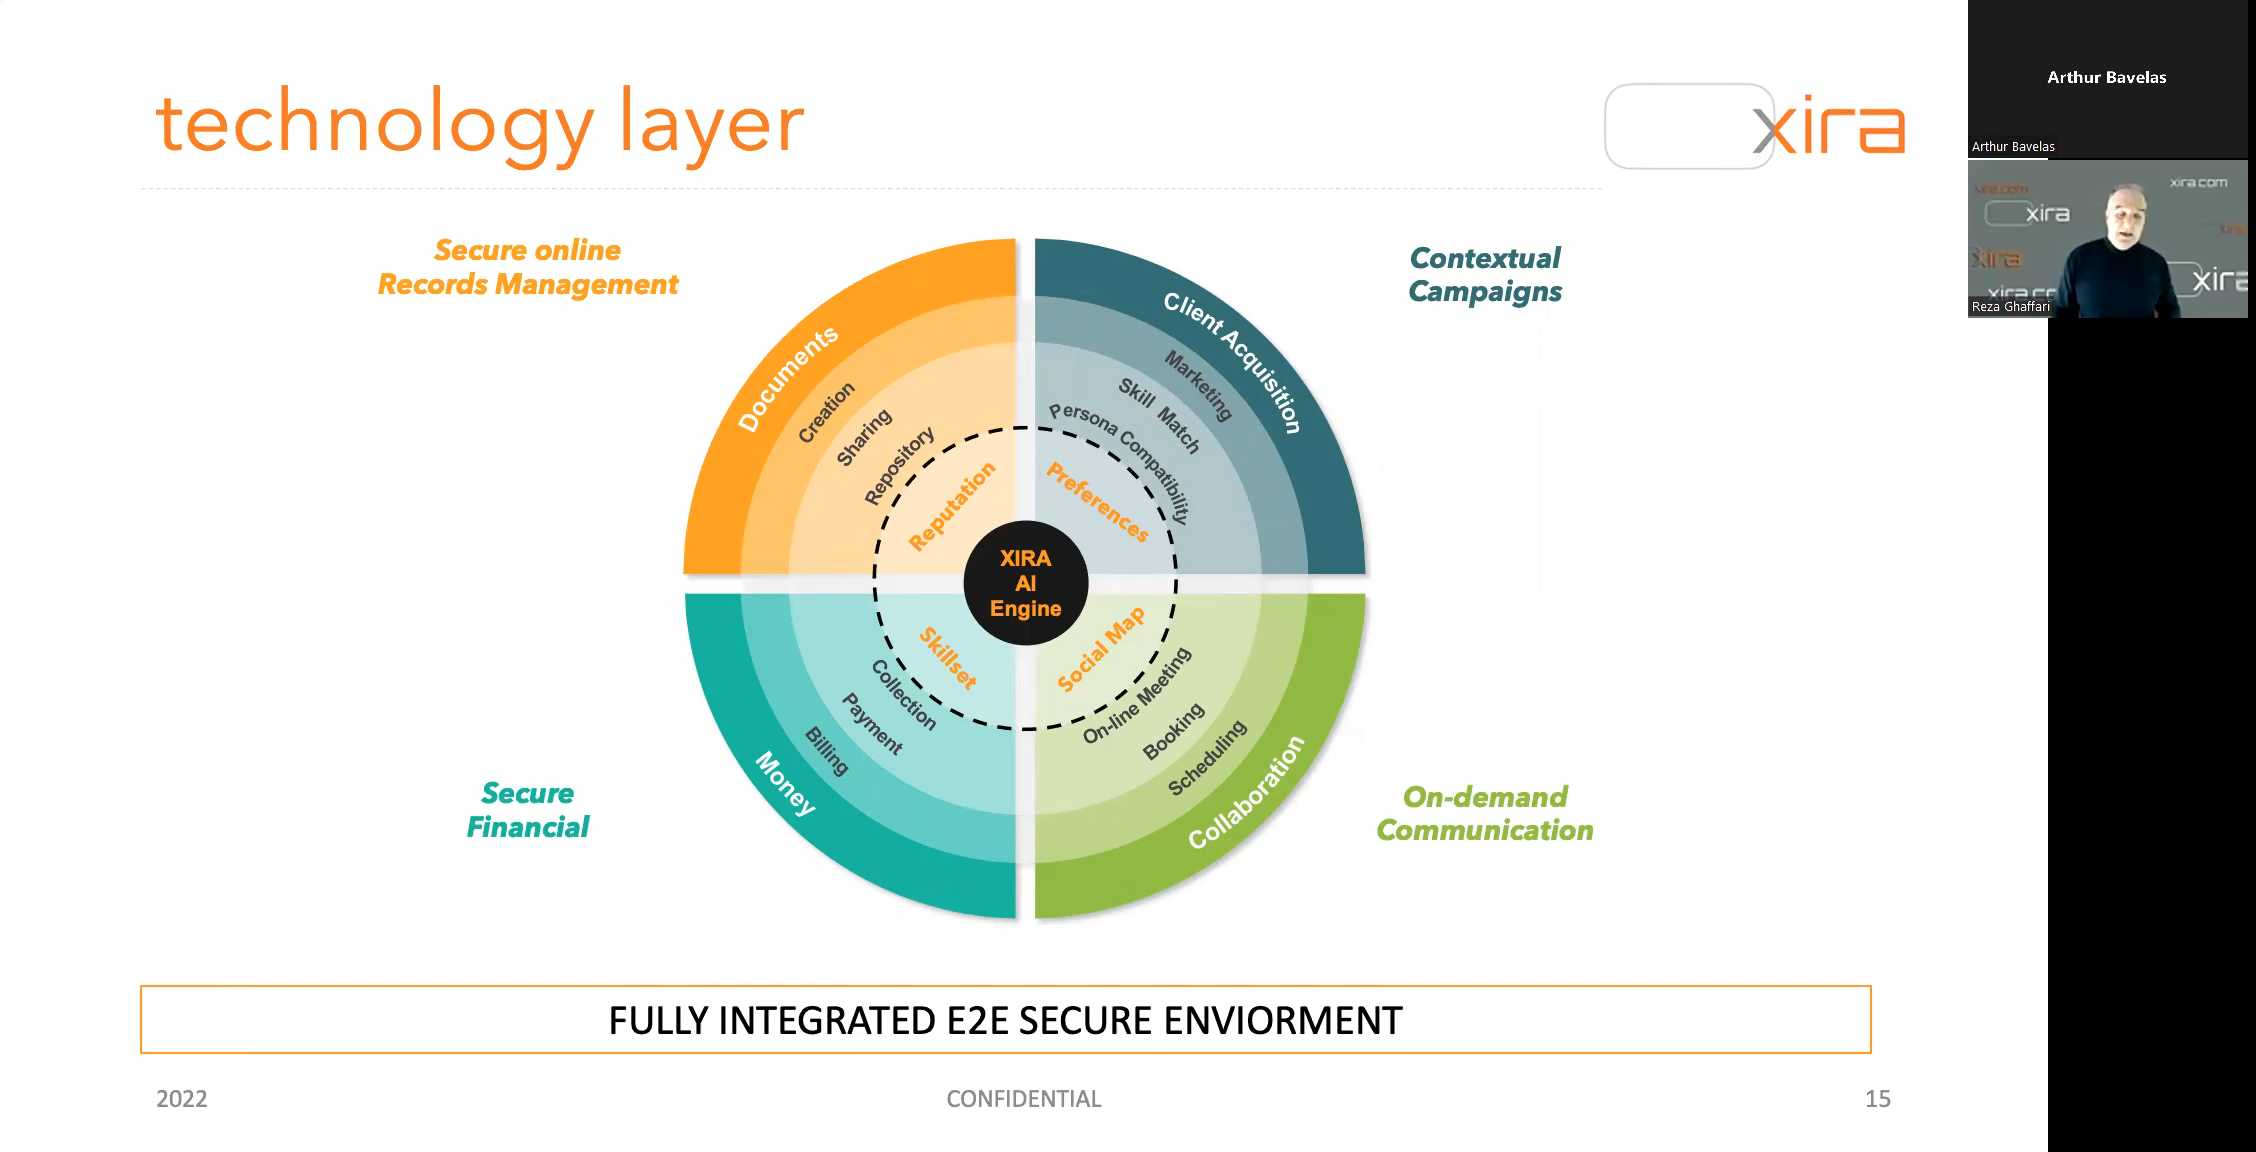 technology layer
xira
Secure online
Records Management
Contextual
Campaigns
Documents
Creation
Sharing
Repository
Reputation
Client Acquisition
Marketing
Skill Match
Persona Compatibility
Preferences
XIRA
AI
Engine
Skillset
Collection
Payment
Billing
Money
Social Map
On-line Meeting
Booking
Scheduling
Collaboration
Secure
Financial
On-demand
Communication
FULLY INTEGRATED E2E SECURE ENVIORMENT
2022
CONFIDENTIAL
15
Arthur Bavelas
Arthur Bavelas
xira.com
xira.com
xira
xira
xira
Reza Ghaffari